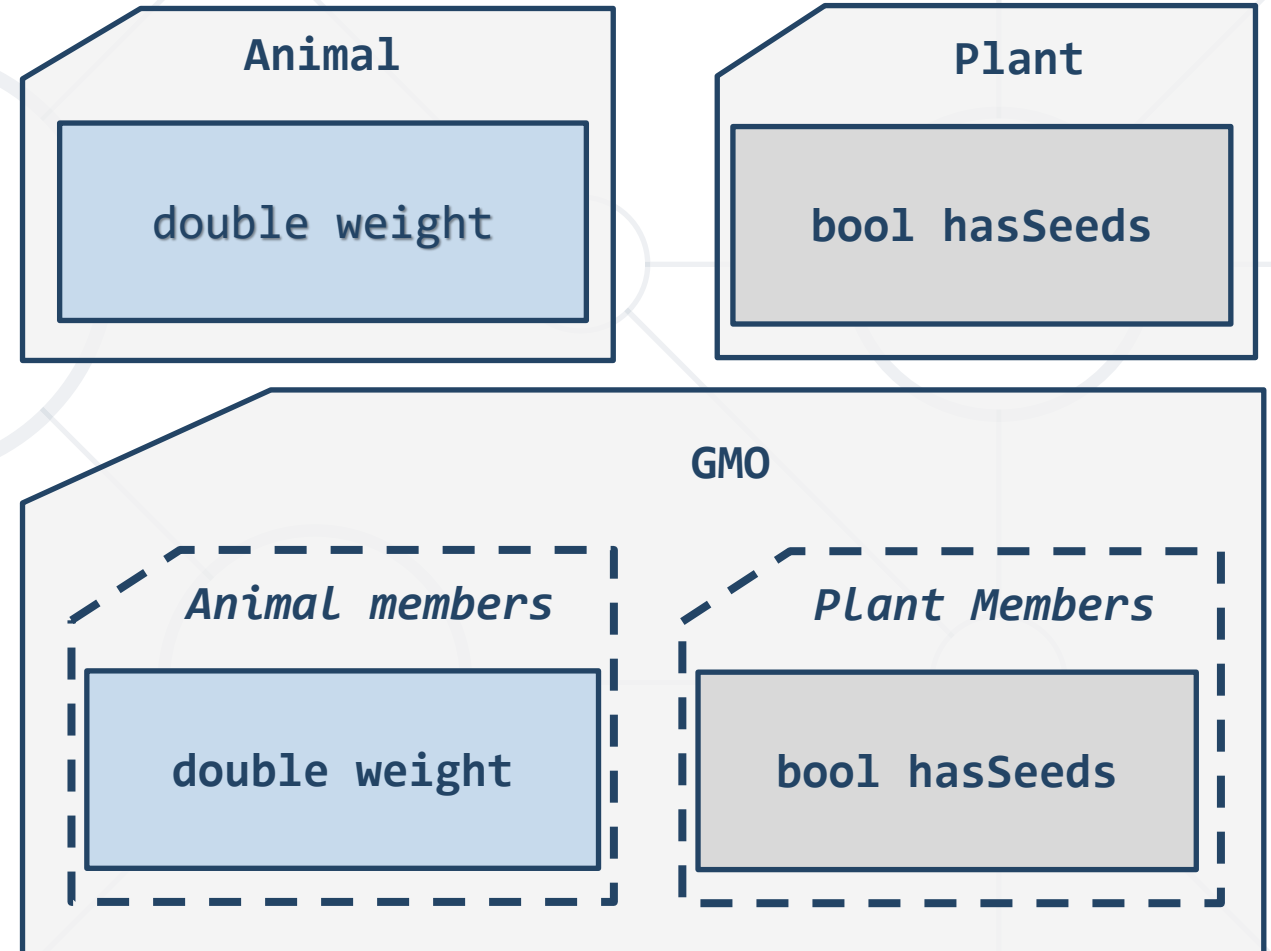 Animal
double weight
Plant
bool hasSeeds
GMO
Animal members
double weight
Plant Members
bool hasSeeds